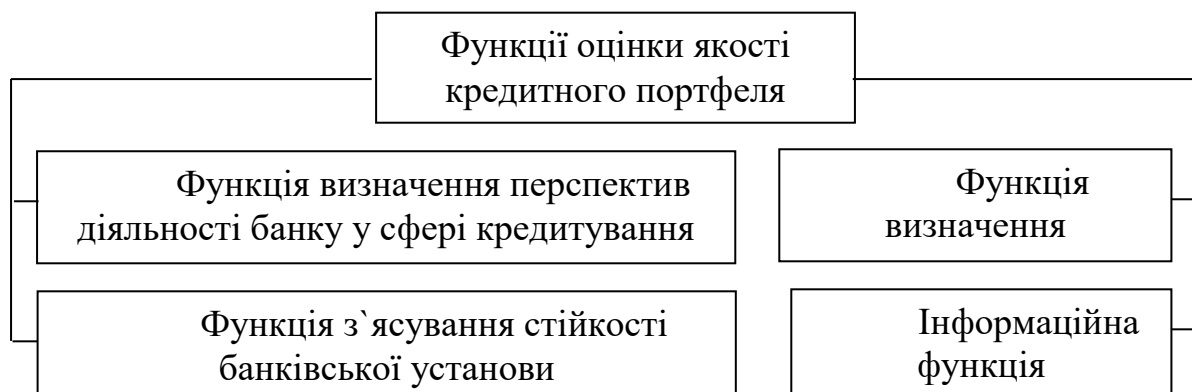 Функції оцінки якості
кредитного портфеля
Функція визначення перспектив
діяльності банку у сфері кредитування
Функція
визначення
Функція з`ясування стійкості
банківської установи
Інформаційна
функція